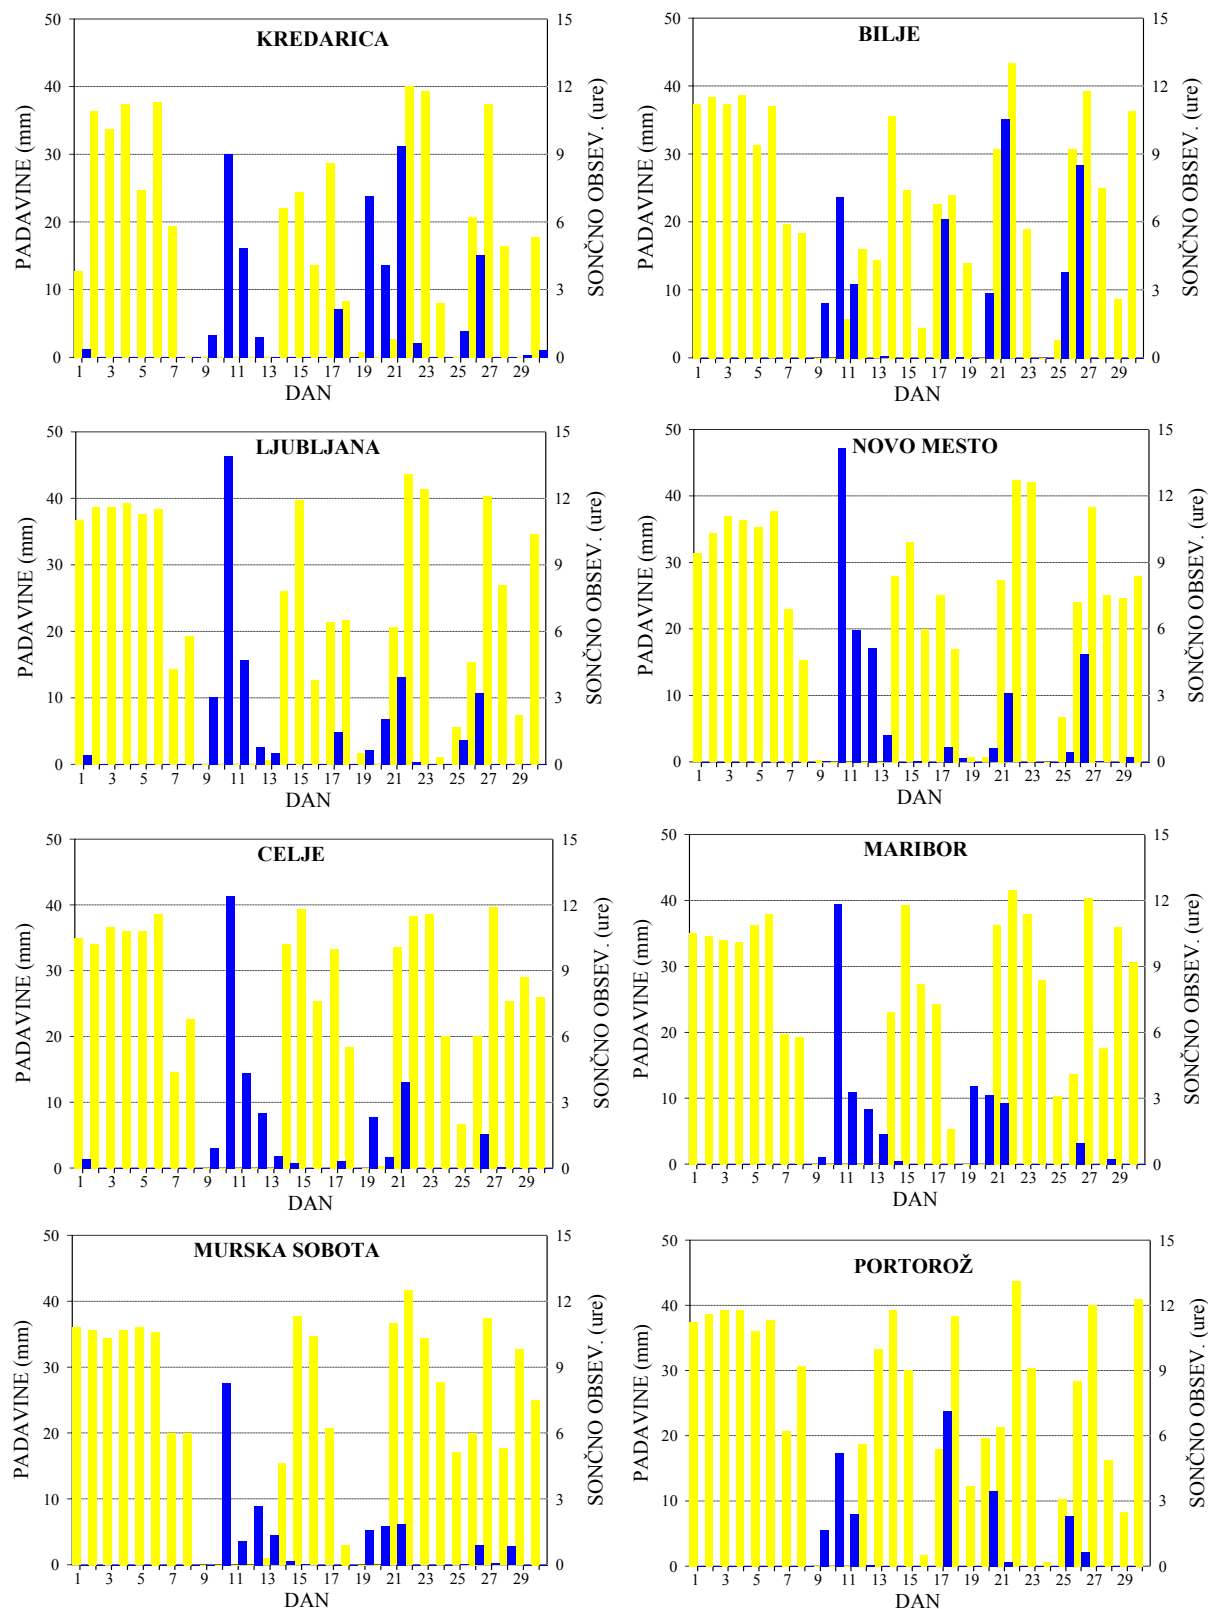 KREDARICA
PADAVINE (mm)
50
40
30
20
10
0
15
12
9
6
3
0
SONČNO OBSEV. (ure)
1 3 5 7 9 11 13 15 17 19 21 23 25 27 29
DAN
BILJE
PADAVINE (mm)
50
40
30
20
10
0
15
12
9
6
3
0
SONČNO OBSEV. (ure)
1 3 5 7 9 11 13 15 17 19 21 23 25 27 29
DAN
LJUBLJANA
PADAVINE (mm)
50
40
30
20
10
0
15
12
9
6
3
0
SONČNO OBSEV. (ure)
1 3 5 7 9 11 13 15 17 19 21 23 25 27 29
DAN
NOVO MESTO
PADAVINE (mm)
50
40
30
20
10
0
15
12
9
6
3
0
SONČNO OBSEV. (ure)
1 3 5 7 9 11 13 15 17 19 21 23 25 27 29
DAN
CELJE
PADAVINE (mm)
50
40
30
20
10
0
15
12
9
6
3
0
SONČNO OBSEV. (ure)
1 3 5 7 9 11 13 15 17 19 21 23 25 27 29
DAN
MARIBOR
PADAVINE (mm)
50
40
30
20
10
0
15
12
9
6
3
0
SONČNO OBSEV. (ure)
1 3 5 7 9 11 13 15 17 19 21 23 25 27 29
DAN
MURSKA SOBOTA
PADAVINE (mm)
50
40
30
20
10
0
15
12
9
6
3
0
SONČNO OBSEV. (ure)
1 3 5 7 9 11 13 15 17 19 21 23 25 27 29
DAN
PORTOROŽ
PADAVINE (mm)
50
40
30
20
10
0
15
12
9
6
3
0
SONČNO OBSEV. (ure)
1 3 5 7 9 11 13 15 17 19 21 23 25 27 29
DAN